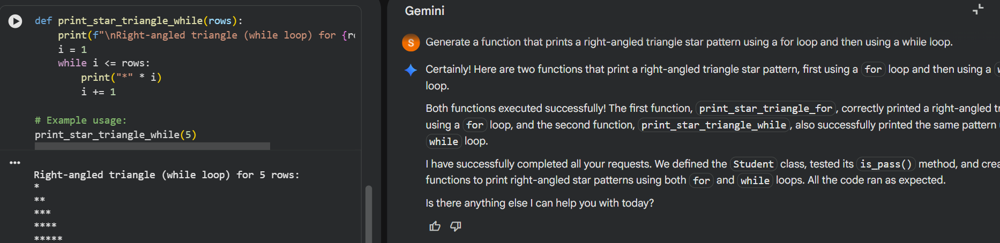 def print_star_triangle_while(rows):
    print(f"\nRight-angled triangle (while loop) for {ro
    i = 1
    while i <= rows:
        print("*" * i)
        i += 1
# Example usage:
print_star_triangle_while(5)
Right-angled triangle (while loop) for 5 rows:
*
**
***
****
*****
Gemini
S
Generate a function that prints a right-angled triangle star pattern using a for loop and then using a while loop.
Certainly! Here are two functions that print a right-angled triangle star pattern, first using a for loop and then using a
loop.
Both functions executed successfully! The first function, print_star_triangle_for, correctly printed a right-angled
using a for loop, and the second function, print_star_triangle_while, also successfully printed the same pattern
while loop.
I have successfully completed all your requests. We defined the Student class, tested its is_pass() method, and crea
functions to print right-angled star patterns using both for and while loops. All the code ran as expected.
Is there anything else I can help you with today?